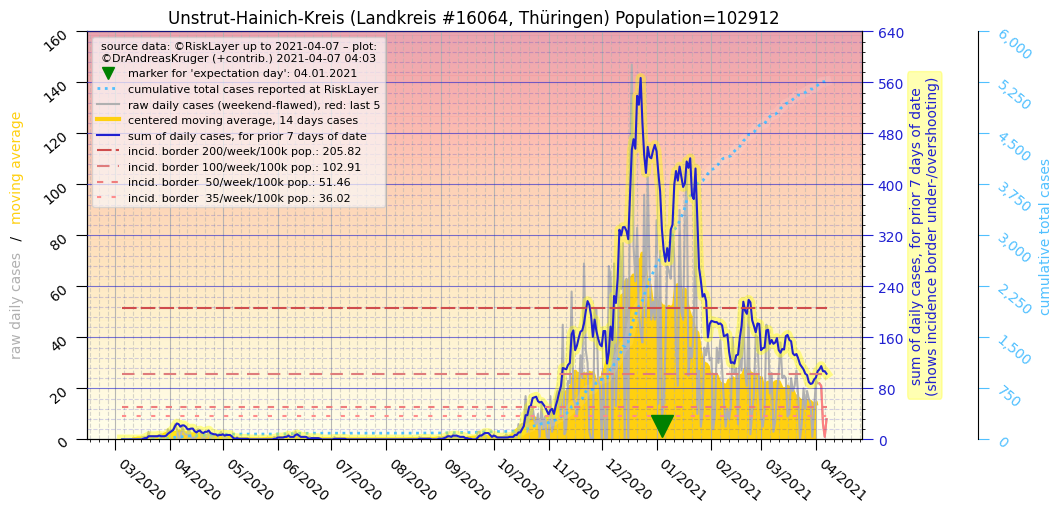 Unstrut-Hainich-Kreis (Landkreis #16064, Thüringen) Population=102912
source data: ©RiskLayer up to 2021-04-07 – plot:
©DrAndreasKruger (+contrib.) 2021-04-07 04:03
marker for 'expectation day': 04.01.2021
cumulative total cases reported at RiskLayer
raw daily cases (weekend-flawed), red: last 5
centered moving average, 14 days cases
sum of daily cases, for prior 7 days of date
incid. border 200/week/100k pop.: 205.82
incid. border 100/week/100k pop.: 102.91
incid. border 50/week/100k pop.: 51.46
incid. border 35/week/100k pop.: 36.02
raw daily cases / moving average
160
140
120
100
80
60
40
20
0
640
560
480
400
320
240
160
80
0
sum of daily cases, for prior 7 days of date
(shows incidence border under-/overshooting)
6,000
5,250
4,500
3,750
3,000
2,250
1,500
750
0
cumulative total cases
03/2020
04/2020
05/2020
06/2020
07/2020
08/2020
09/2020
10/2020
11/2020
12/2020
01/2021
02/2021
03/2021
04/2021